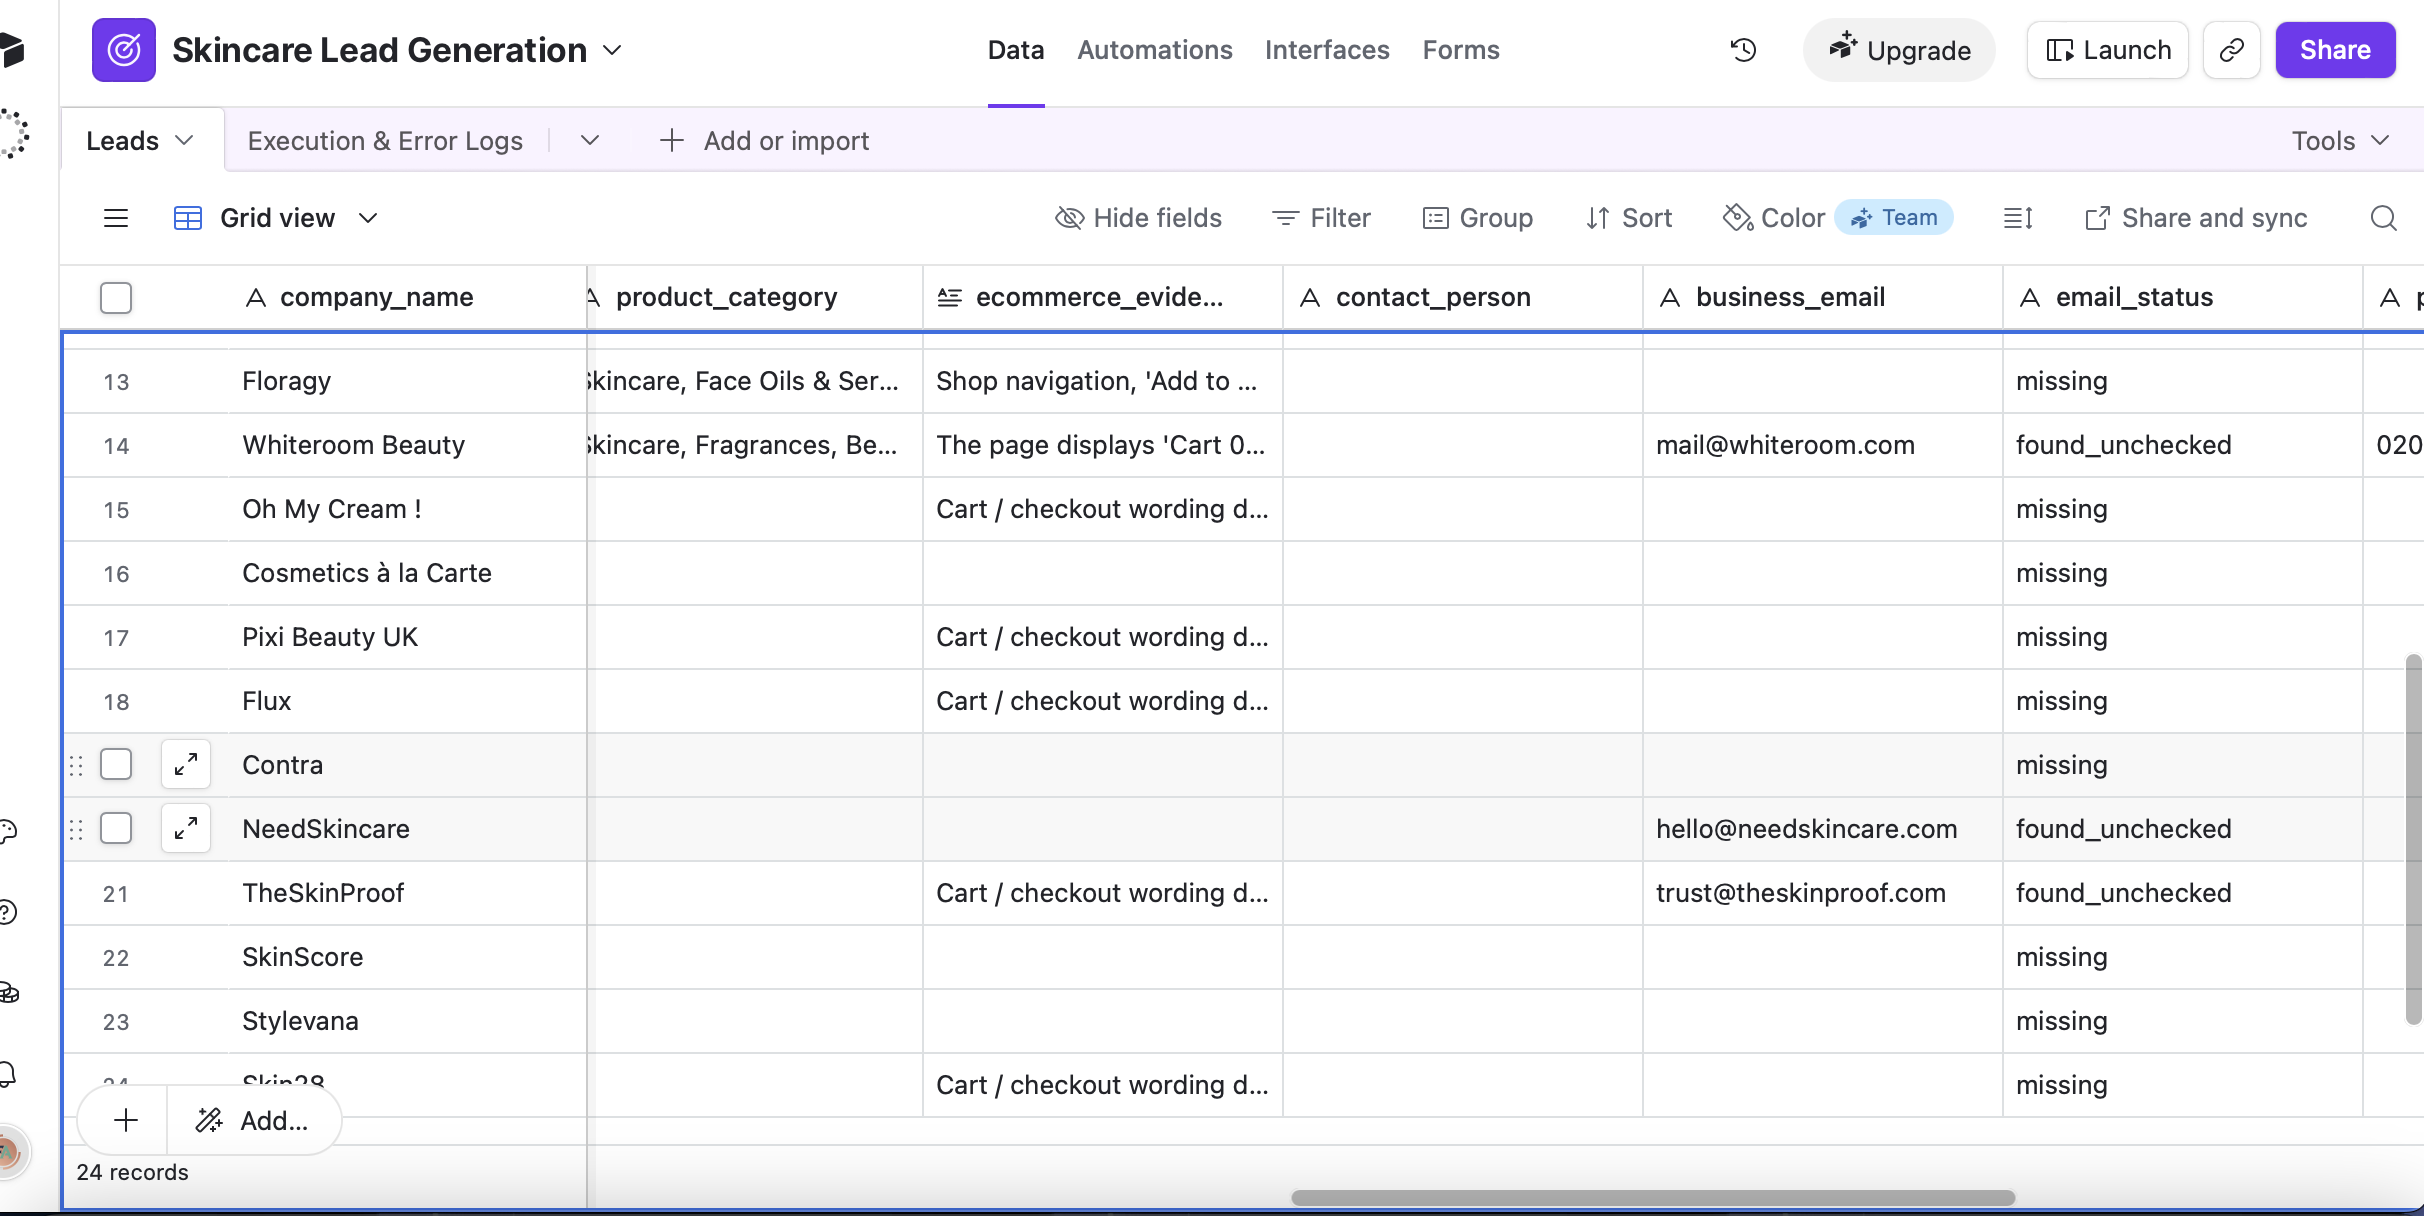 Skincare Lead Generation
Data Automations Interfaces Forms
Upgrade Launch Share
Leads Execution & Error Logs Add or import Tools
Grid view Hide fields Filter Group Sort Color Team Share and sync
company_name product_category ecommerce_evide... contact_person business_email email_status
13 Floragy Skincare, Face Oils & Ser... Shop navigation, 'Add to ... missing
14 Whiteroom Beauty Skincare, Fragrances, Be... The page displays 'Cart 0... mail@whiteroom.com found_unchecked 020
15 Oh My Cream ! Cart / checkout wording d... missing
16 Cosmetics à la Carte missing
17 Pixi Beauty UK Cart / checkout wording d... missing
18 Flux Cart / checkout wording d... missing
Contra missing
NeedSkincare hello@needskincare.com found_unchecked
21 TheSkinProof Cart / checkout wording d... trust@theskinproof.com found_unchecked
22 SkinScore missing
23 Stylevana missing
24 Skin28 Cart / checkout wording d... missing
Add...
24 records